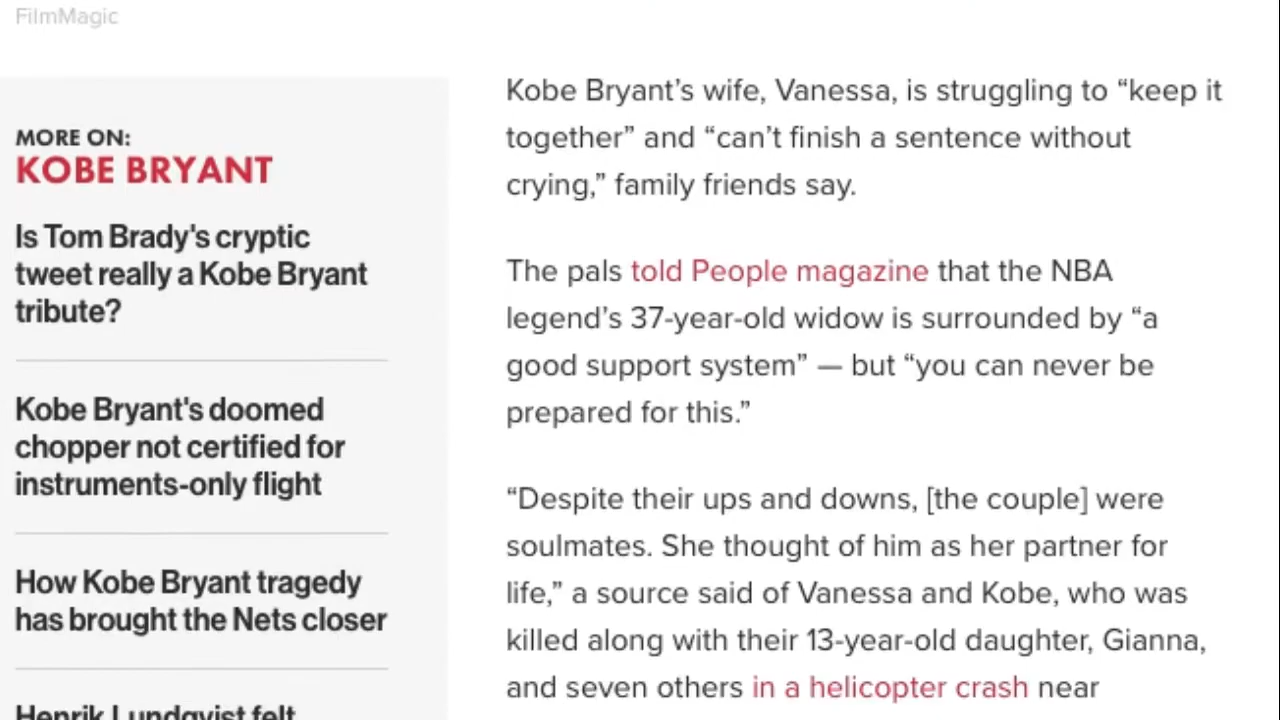 FilmMagic
MORE ON:
KOBE BRYANT
Is Tom Brady's cryptic
tweet really a Kobe Bryant
tribute?
Kobe Bryant's doomed
chopper not certified for
instruments-only flight
How Kobe Bryant tragedy
has brought the Nets closer
Henrik Lundqvist felt
Kobe Bryant’s wife, Vanessa, is struggling to “keep it
together” and “can’t finish a sentence without
crying,” family friends say.
The pals told People magazine that the NBA
legend’s 37-year-old widow is surrounded by “a
good support system” — but “you can never be
prepared for this.”
“Despite their ups and downs, [the couple] were
soulmates. She thought of him as her partner for
life,” a source said of Vanessa and Kobe, who was
killed along with their 13-year-old daughter, Gianna,
and seven others in a helicopter crash near